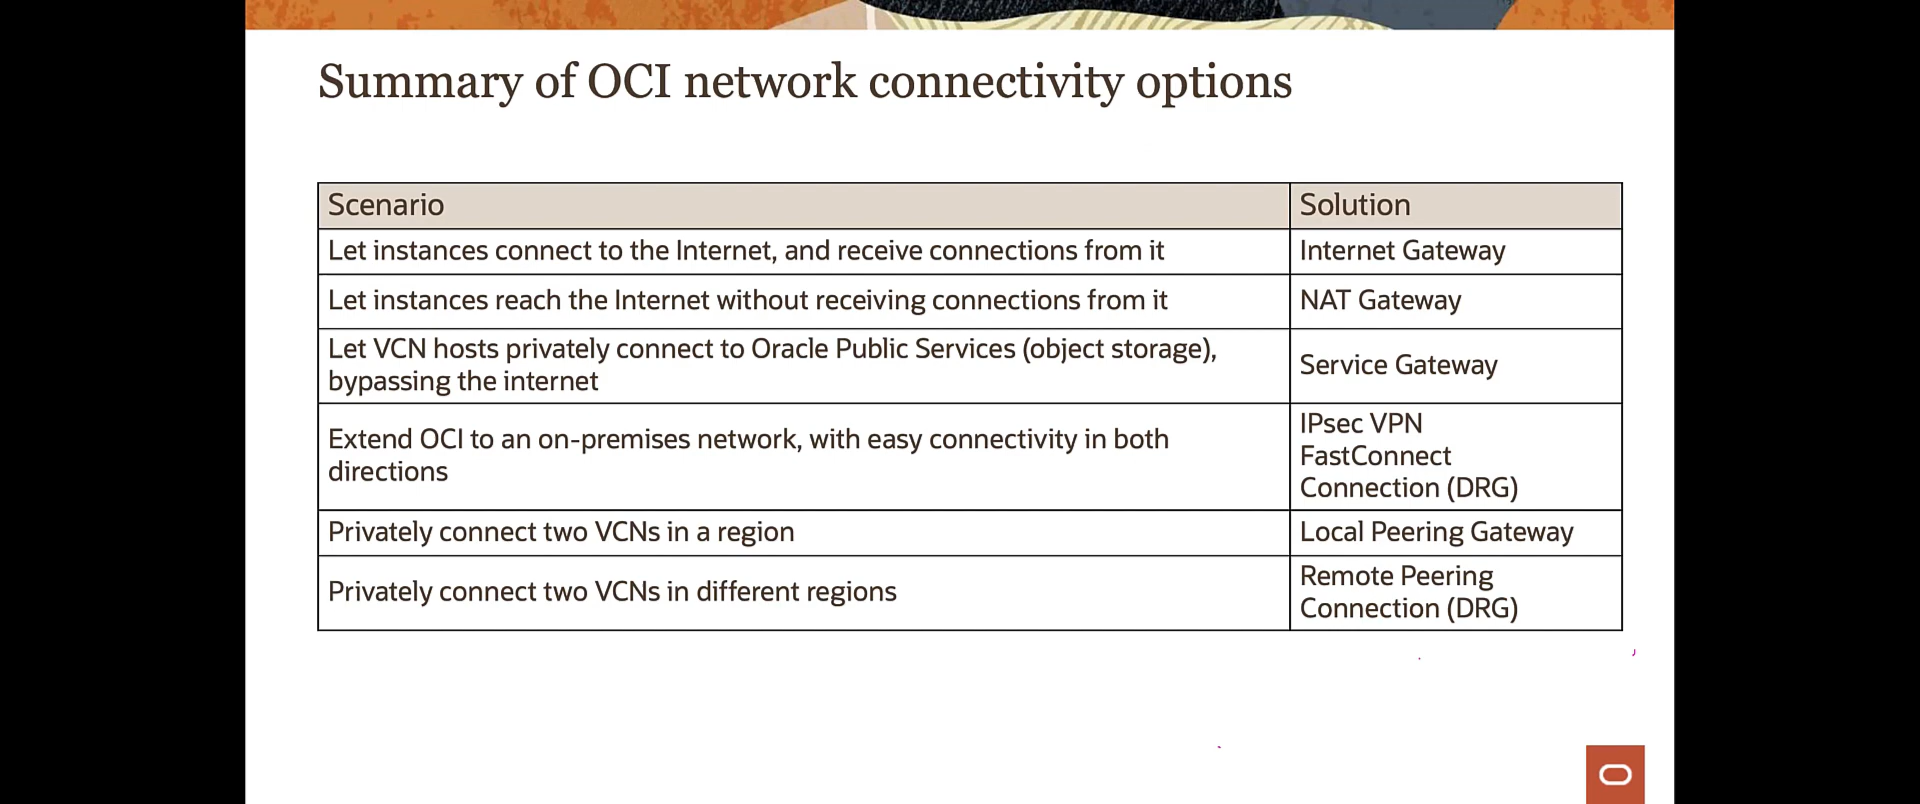 Summary of OCI network connectivity options
Scenario
Solution
Let instances connect to the Internet, and receive connections from it
Internet Gateway
Let instances reach the Internet without receiving connections from it
NAT Gateway
Let VCN hosts privately connect to Oracle Public Services (object storage),
bypassing the internet
Service Gateway
Extend OCI to an on-premises network, with easy connectivity in both
directions
IPsec VPN
FastConnect
Connection (DRG)
Privately connect two VCNs in a region
Local Peering Gateway
Privately connect two VCNs in different regions
Remote Peering
Connection (DRG)